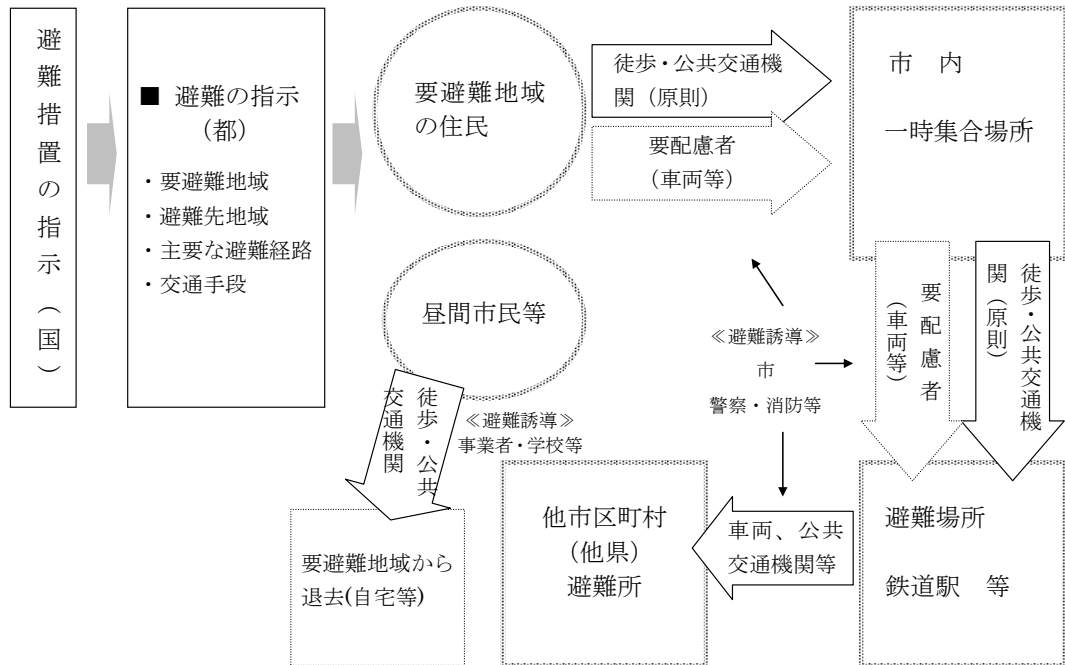 避難措置の指示（国）
■ 避難の指示
（都）
・要避難地域
・避難先地域
・主要な避難経路
・交通手段
要避難地域
の住民
徒歩・公共交通機
関（原則）
要配慮者
（車両等）
市　内
一時集合場所
昼間市民等
徒歩・公共
交通機関
≪避難誘導≫
事業者・学校等
≪避難誘導≫
市
警察・消防等
要配慮者
（車両等）
徒歩・公共交通機
関（原則）
要避難地域から
退去(自宅等)
他市区町村
（他県）
避難所
車両、公共
交通機関等
避難場所
鉄道駅　等